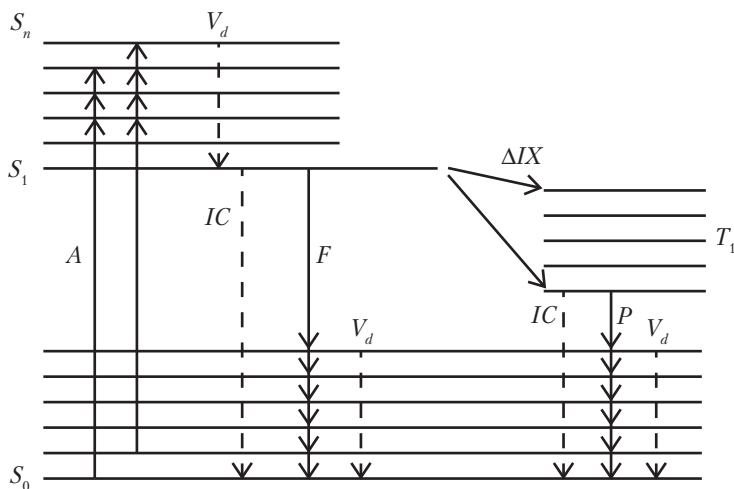 Sn Vd
ΔIX
S1
IC
T1
A F
IC P Vd
Vd
S0